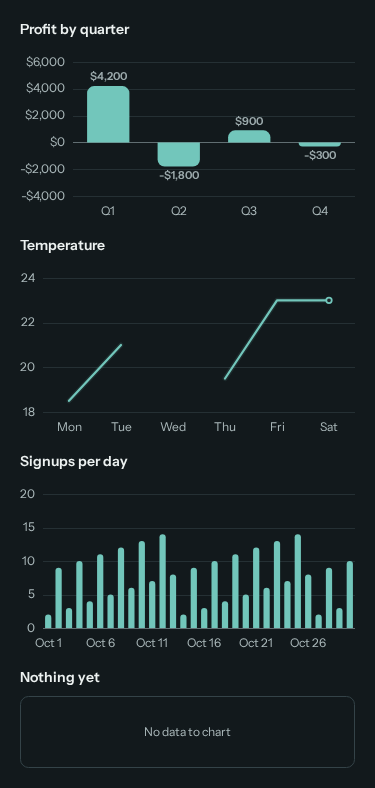 Profit by quarter
$6,000
$4,200
$4,000
$2,000
$900
$0
-$300
-$2,000
-$1,800
-$4,000
Q1 Q2 Q3 Q4
Temperature
24
22
20
18
Mon Tue Wed Thu Fri Sat
Signups per day
20
15
10
5
0
Oct 1 Oct 6 Oct 11 Oct 16 Oct 21 Oct 26
Nothing yet
No data to chart